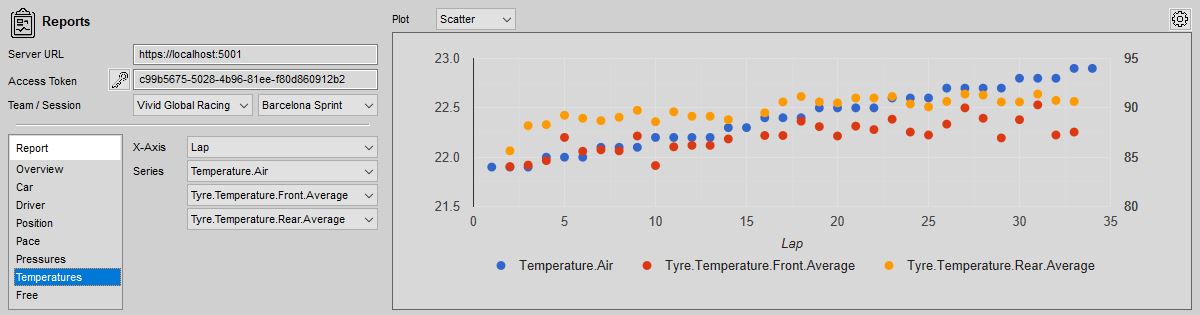 Reports
Server URL
https://localhost:5001
Access Token
c99b5675-5028-4b96-81ee-f80d860912b2
Team / Session
Vivid Global Racing
Barcelona Sprint
Report
Overview
Car
Driver
Position
Pace
Pressures
Temperatures
Free
X-Axis
Lap
Series
Temperature.Air
Tyre.Temperature.Front.Average
Tyre.Temperature.Rear.Average
Plot
Scatter
23.0
22.5
22.0
21.5
95
90
85
80
0 5 10 15 20 25 30 35
Lap
Temperature.Air Tyre.Temperature.Front.Average Tyre.Temperature.Rear.Average